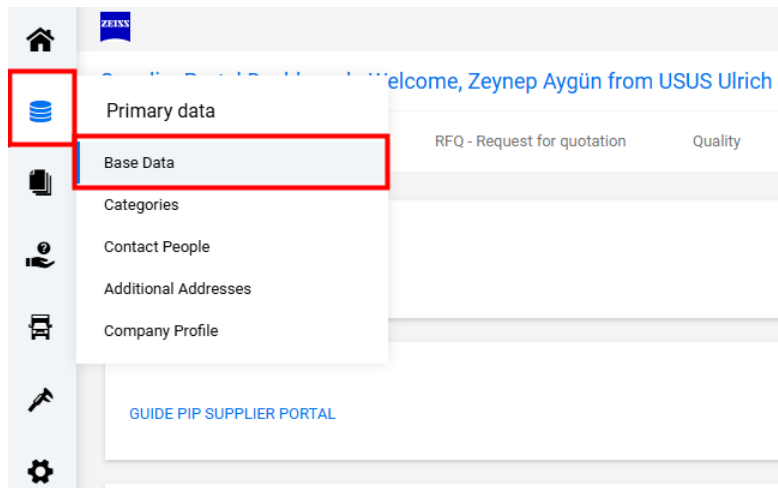 ZEISS
elcome, Zeynep Aygün from USUS Ulrich
Primary data
RFQ - Request for quotation
Quality
Base Data
Categories
Contact People
Additional Addresses
Company Profile
GUIDE PIP SUPPLIER PORTAL